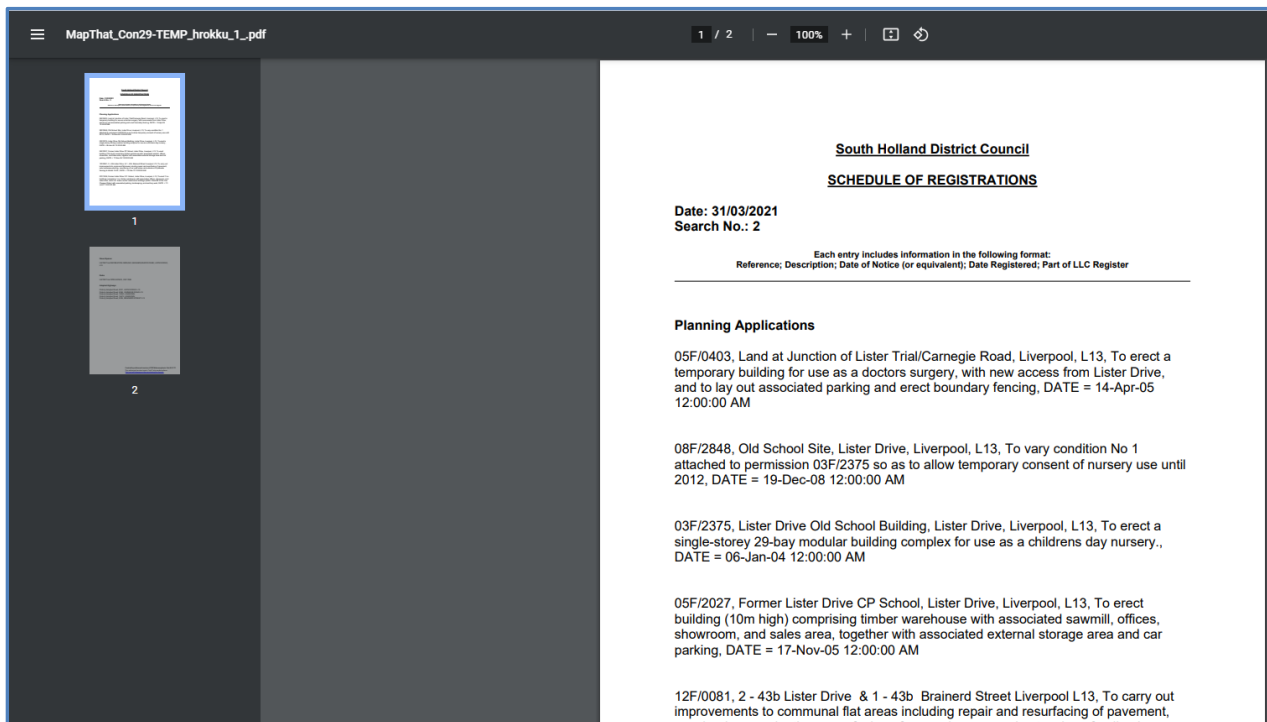 MapThat_Con29-TEMP_hrokku_1_.pdf
1 / 2 | − 100% + |
1
2
South Holland District Council
SCHEDULE OF REGISTRATIONS
Date: 31/03/2021
Search No.: 2
Each entry includes information in the following format:
Reference; Description; Date of Notice (or equivalent); Date Registered; Part of LLC Register
Planning Applications
05F/0403, Land at Junction of Lister Trial/Carnegie Road, Liverpool, L13, To erect a
temporary building for use as a doctors surgery, with new access from Lister Drive,
and to lay out associated parking and erect boundary fencing, DATE = 14-Apr-05
12:00:00 AM
08F/2848, Old School Site, Lister Drive, Liverpool, L13, To vary condition No 1
attached to permission 03F/2375 so as to allow temporary consent of nursery use until
2012, DATE = 19-Dec-08 12:00:00 AM
03F/2375, Lister Drive Old School Building, Lister Drive, Liverpool, L13, To erect a
single-storey 29-bay modular building complex for use as a childrens day nursery.,
DATE = 06-Jan-04 12:00:00 AM
05F/2027, Former Lister Drive CP School, Lister Drive, Liverpool, L13, To erect
building (10m high) comprising timber warehouse with associated sawmill, offices,
showroom, and sales area, together with associated external storage area and car
parking, DATE = 17-Nov-05 12:00:00 AM
12F/0081, 2 - 43b Lister Drive & 1 - 43b Brainerd Street Liverpool L13, To carry out
improvements to communal flat areas including repair and resurfacing of pavement,